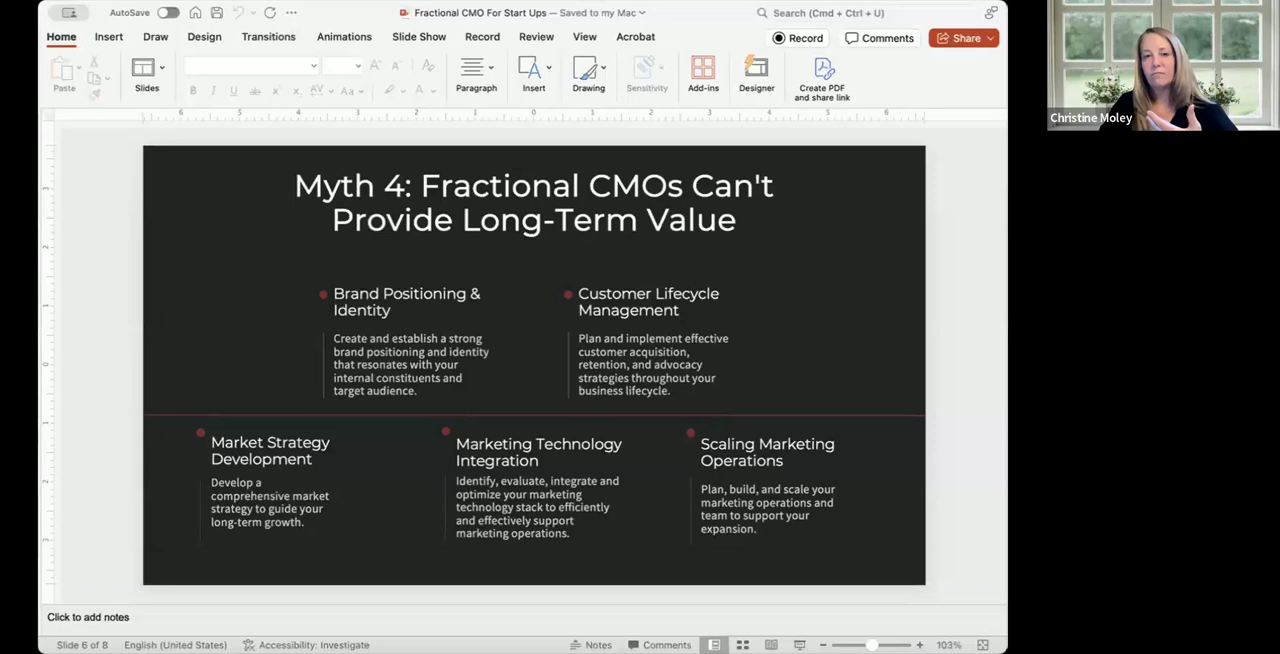 AutoSave
Fractional CMO For Start Ups — Saved to my Mac
Search (Cmd + Ctrl + U)
Home
Insert
Draw
Design
Transitions
Animations
Slide Show
Record
Review
View
Acrobat
Record
Comments
Share
Paste
Slides
Paragraph
Insert
Drawing
Sensitivity
Add-ins
Designer
Create PDF
and share link
Christine Moley
Myth 4: Fractional CMOs Can't
Provide Long-Term Value
Brand Positioning &
Identity
Create and establish a strong
brand positioning and identity
that resonates with your
internal constituents and
target audience.
Customer Lifecycle
Management
Plan and implement effective
customer acquisition,
retention, and advocacy
strategies throughout your
business lifecycle.
Market Strategy
Development
Develop a
comprehensive market
strategy to guide your
long-term growth.
Marketing Technology
Integration
Identify, evaluate, integrate and
optimize your marketing
technology stack to efficiently
and effectively support
marketing operations.
Scaling Marketing
Operations
Plan, build, and scale your
marketing operations and
team to support your
expansion.
Click to add notes
Slide 6 of 8
English (United States)
Accessibility: Investigate
Notes
Comments
103%